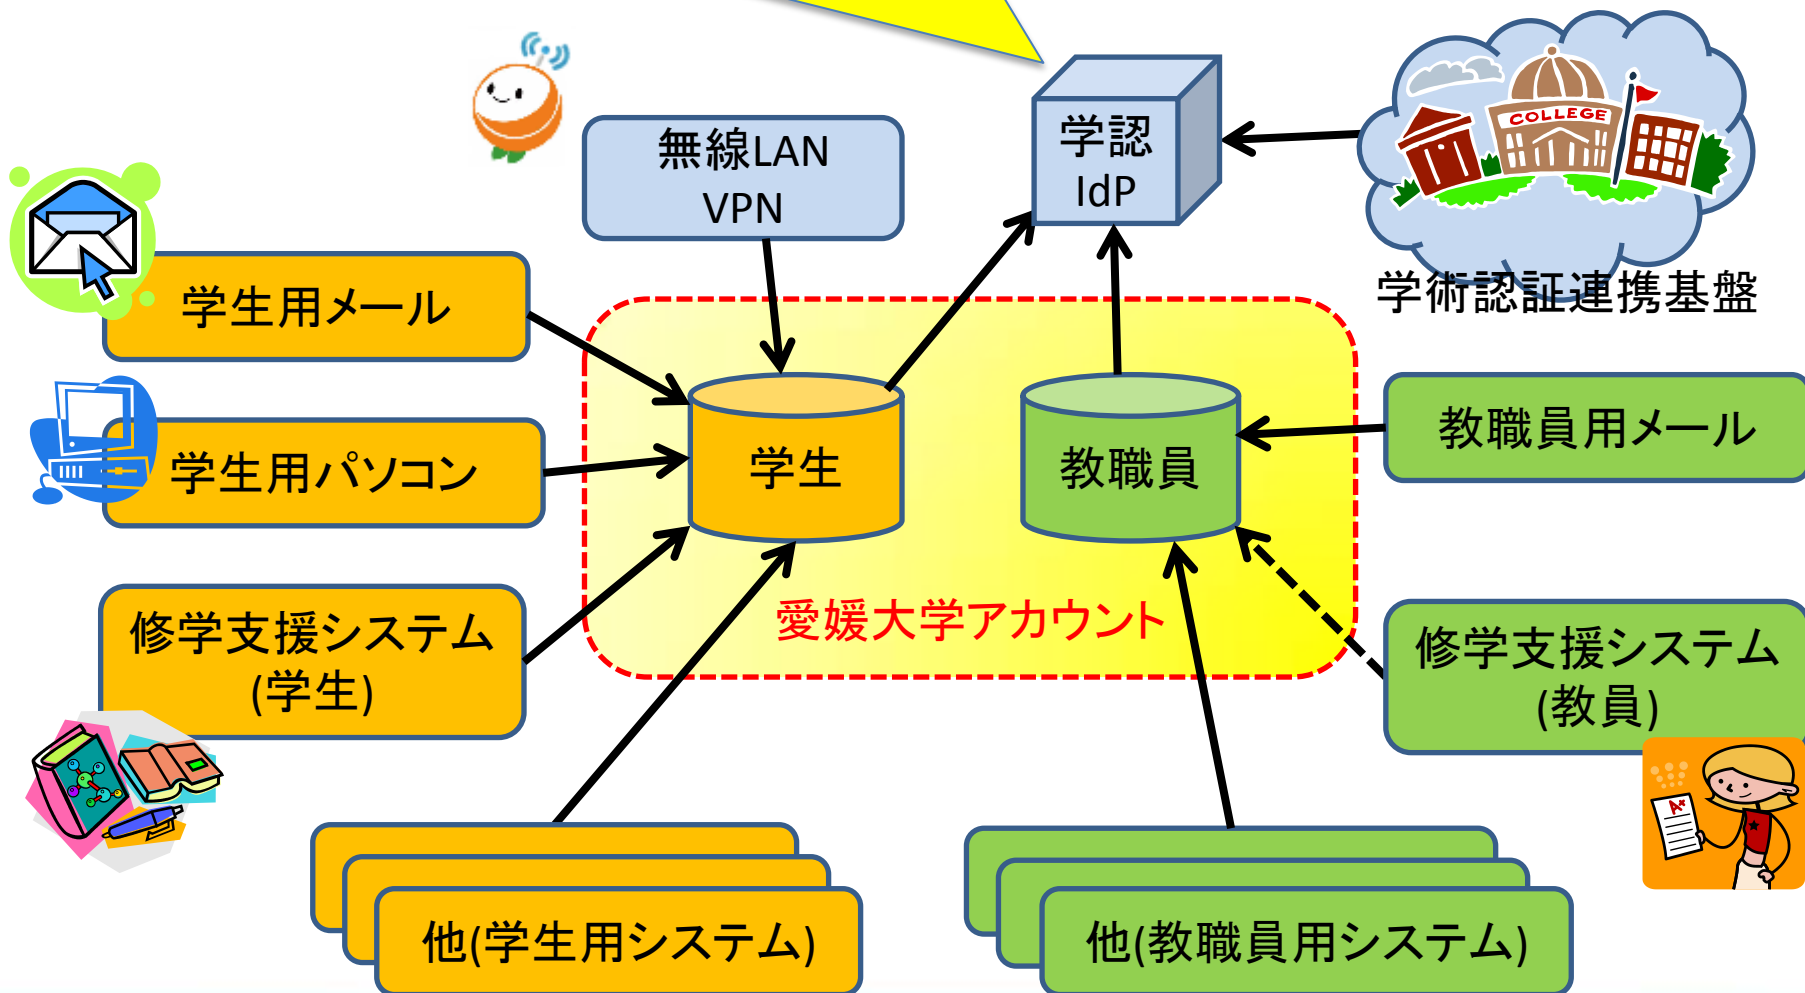 無線LAN
VPN
学認
IdP
COLLEGE
学術認証連携基盤
学生用メール
学生用パソコン
修学支援システム
(学生)
学生
教職員
愛媛大学アカウント
教職員用メール
修学支援システム
(教員)
A+
他(学生用システム)
他(教職員用システム)